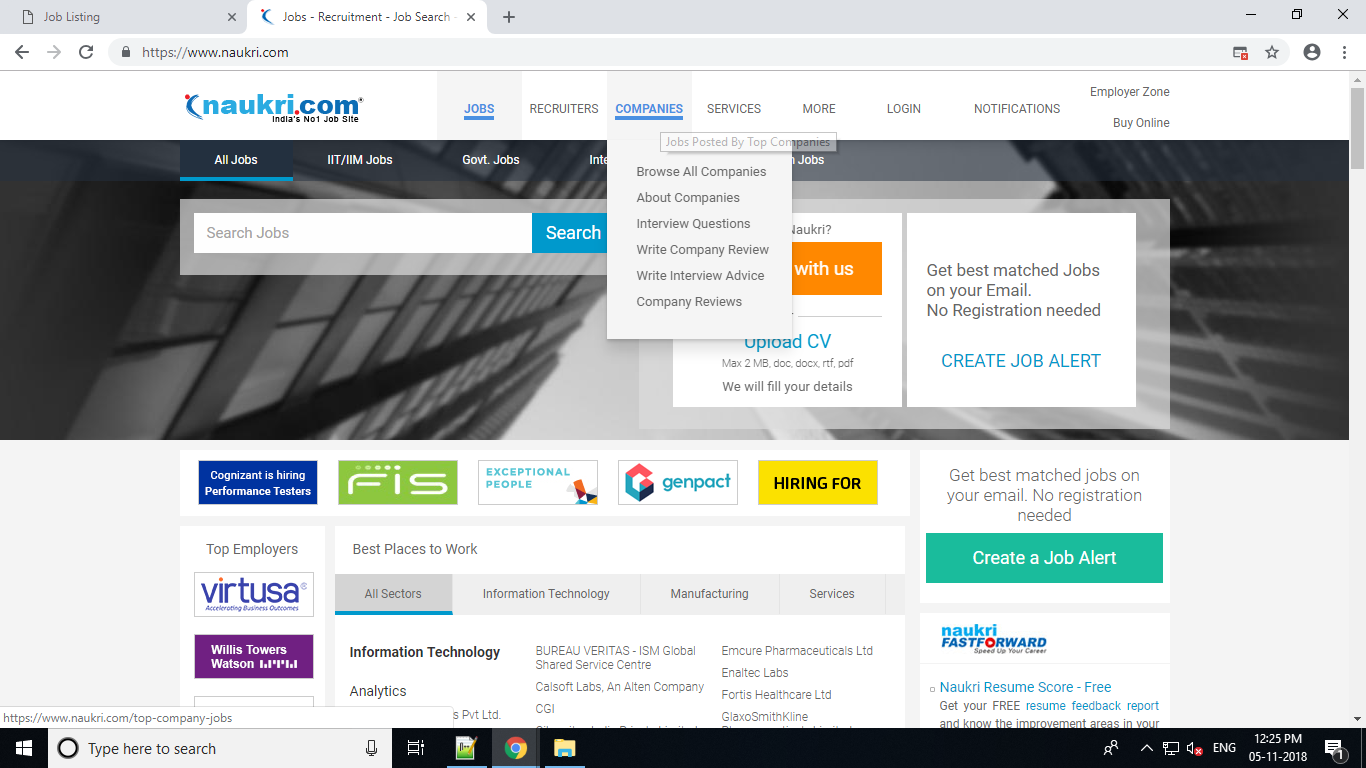 Job Listing
Jobs - Recruitment - Job Search -
https://www.naukri.com
naukri.com
India's No1 Job Site
JOBS
RECRUITERS
COMPANIES
SERVICES
MORE
LOGIN
NOTIFICATIONS
Employer Zone
Buy Online
Jobs Posted By Top Companies
All Jobs
IIT/IIM Jobs
Govt. Jobs
Inte
Jobs
Browse All Companies
About Companies
Interview Questions
Write Company Review
Write Interview Advice
Company Reviews
Search Jobs
Search
Naukri?
with us
Upload CV
Max 2 MB, doc, docx, rtf, pdf
We will fill your details
Get best matched Jobs
on your Email.
No Registration needed
CREATE JOB ALERT
Cognizant is hiring
Performance Testers
FIS
EXCEPTIONAL
PEOPLE
genpact
HIRING FOR
Get best matched jobs on
your email. No registration
needed
Create a Job Alert
Top Employers
virtusa
Accelerating Business Outcomes
Willis Towers
Watson
Best Places to Work
All Sectors
Information Technology
Manufacturing
Services
Information Technology
Analytics
s Pvt Ltd.
BUREAU VERITAS - ISM Global
Shared Service Centre
Calsoft Labs, An Alten Company
CGI
Emcure Pharmaceuticals Ltd
Enaltec Labs
Fortis Healthcare Ltd
GlaxoSmithKline
naukri
FASTFORWARD
Speed Up Your Career
Naukri Resume Score - Free
Get your FREE resume feedback report
and know the improvement areas in your
https://www.naukri.com/top-company-jobs
Type here to search
ENG
12:25 PM
05-11-2018
1